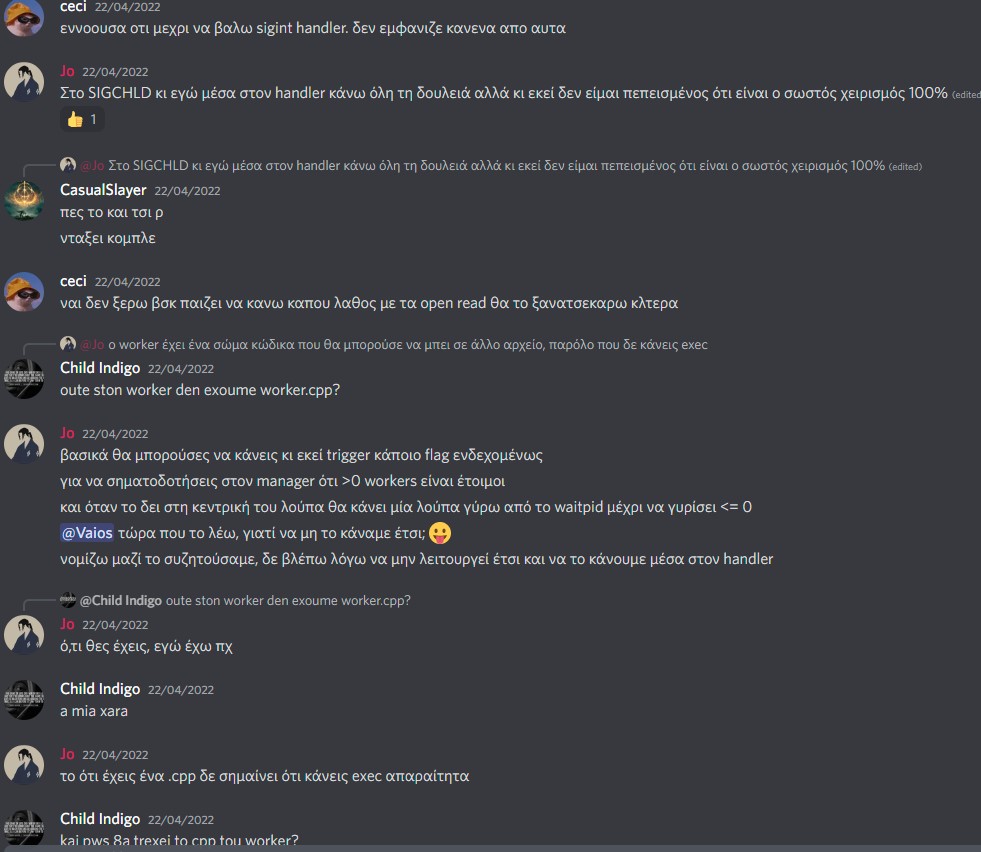 ceci 22/04/2022
εννοουσα οτι μεχρι να βαλω sigint handler. δεν εμφανιζε κανενα απο αυτα
Jo 22/04/2022
Στο SIGCHLD κι εγώ μέσα στον handler κάνω όλη τη δουλειά αλλά κι εκεί δεν είμαι πεπεισμένος ότι είναι ο σωστός χειρισμός 100% (edited
👍 1
@Jo Στο SIGCHLD κι εγώ μέσα στον handler κάνω όλη τη δουλειά αλλά κι εκεί δεν είμαι πεπεισμένος ότι είναι ο σωστός χειρισμός 100% (edited)
CasualSlayer 22/04/2022
πες το και τσι ρ
νταξει κομπλε
ceci 22/04/2022
ναι δεν ξερω βσκ παιζει να κανω καπου λαθος με τα open read θα το ξανατσεκαρω κλτερα
@Jo ο worker έχει ένα σώμα κώδικα που θα μπορούσε να μπει σε άλλο αρχείο, παρόλο που δε κάνεις exec
Child Indigo 22/04/2022
oute ston worker den exoume worker.cpp?
Jo 22/04/2022
βασικά θα μπορούσες να κάνεις κι εκεί trigger κάποιο flag ενδεχομένως
για να σηματοδοτήσεις στον manager ότι >0 workers είναι έτοιμοι
και όταν το δει στη κεντρική του λούπα θα κάνει μία λούπα γύρω από το waitpid μέχρι να γυρίσει <= 0
@Vaios τώρα που το λέω, γιατί να μη το κάναμε έτσι; 😛
νομίζω μαζί το συζητούσαμε, δε βλέπω λόγω να μην λειτουργεί έτσι και να το κάνουμε μέσα στον handler
@Child Indigo oute ston worker den exoume worker.cpp?
Jo 22/04/2022
ό,τι θες έχεις, εγώ έχω πχ
Child Indigo 22/04/2022
a mia xara
Jo 22/04/2022
το ότι έχεις ένα .cpp δε σημαίνει ότι κάνεις exec απαραίτητα
Child Indigo 22/04/2022
kai pws 8a trexei to cpp tou worker?